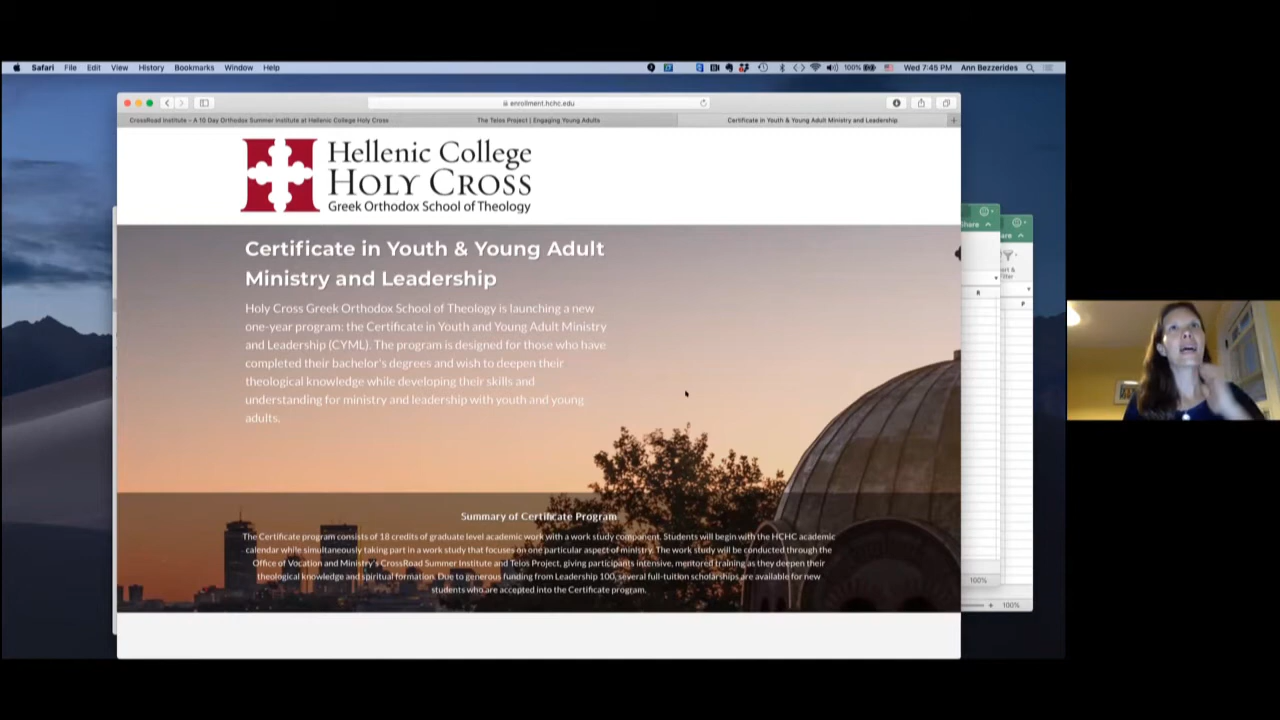 Safari File Edit View History Bookmarks Window Help 100% Wed 7:45 PM Ann Bezzerides
enrollment.hchc.edu
CrossRoad Institute – A 10 Day Orthodox Summer Institute at Hellenic College Holy Cross The Telos Project | Engaging Young Adults Certificate in Youth & Young Adult Ministry and Leadership
Hellenic College
HOLY CROSS
Greek Orthodox School of Theology
Certificate in Youth & Young Adult
Ministry and Leadership
Holy Cross Greek Orthodox School of Theology is launching a new
one-year program: the Certificate in Youth and Young Adult Ministry
and Leadership (CYML). The program is designed for those who have
completed their bachelor's degrees and wish to deepen their
theological knowledge while developing their skills and
understanding for ministry and leadership with youth and young
adults.
Summary of Certificate Program
The Certificate program consists of 18 credits of graduate level academic work with a work study component. Students will begin with the HCHC academic
calendar while simultaneously taking part in a work study that focuses on one particular aspect of ministry. The work study will be conducted through the
Office of Vocation and Ministry's CrossRoad Summer Institute and Telos Project, giving participants intensive, mentored training as they deepen their
theological knowledge and spiritual formation. Due to generous funding from Leadership 100, several full-tuition scholarships are available for new
students who are accepted into the Certificate program.
Share
are
R
P
100%
100%